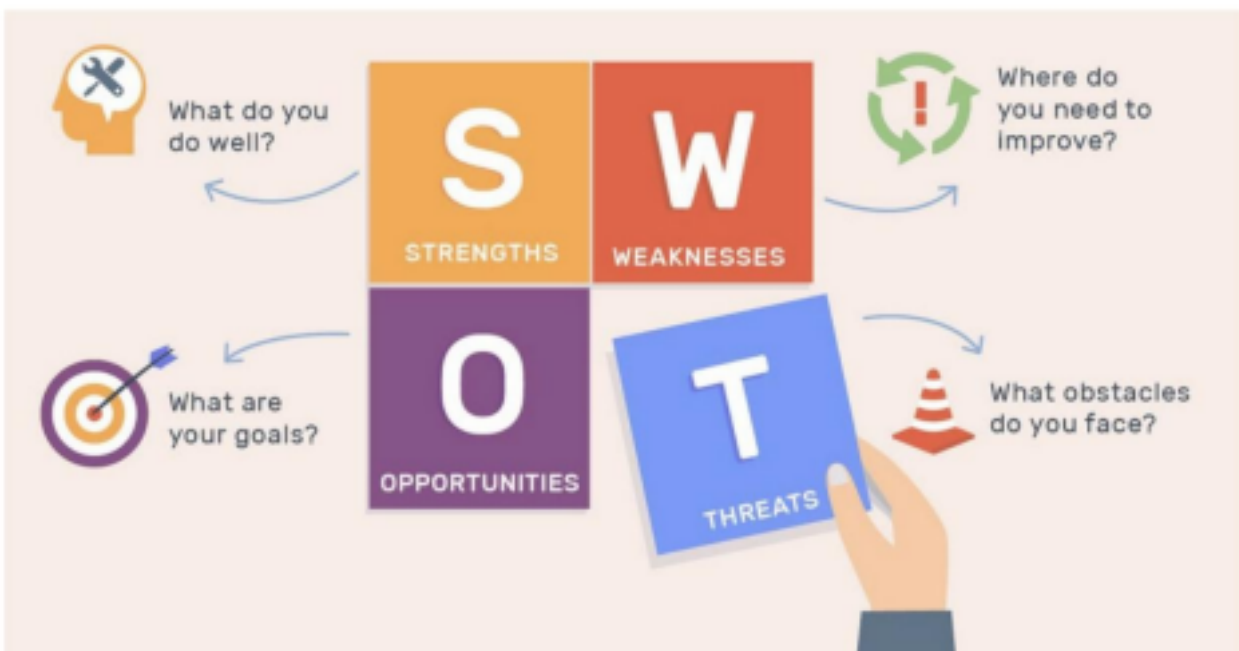 What do you
do well?
S
STRENGTHS
W
WEAKNESSES
Where do
you need to
improve?
What are
your goals?
O
OPPORTUNITIES
T
THREATS
What obstacles
do you face?